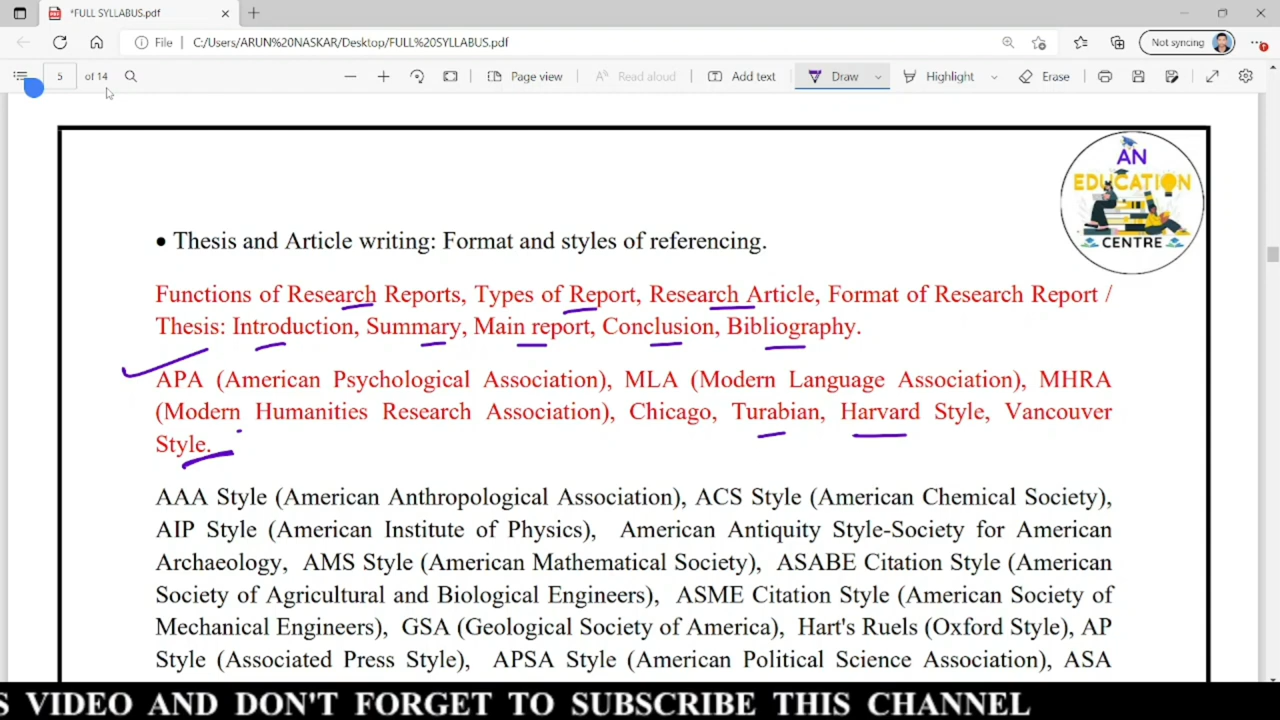 *FULL SYLLABUS.pdf
File C:/Users/ARUN%20NASKAR/Desktop/FULL%20SYLLABUS.pdf Not syncing
5 of 14 Page view Read aloud Add text Draw Highlight Erase
AN
EDUCATION
CENTRE
• Thesis and Article writing: Format and styles of referencing.
Functions of Research Reports, Types of Report, Research Article, Format of Research Report /
Thesis: Introduction, Summary, Main report, Conclusion, Bibliography.
APA (American Psychological Association), MLA (Modern Language Association), MHRA
(Modern Humanities Research Association), Chicago, Turabian, Harvard Style, Vancouver
Style.
AAA Style (American Anthropological Association), ACS Style (American Chemical Society),
AIP Style (American Institute of Physics), American Antiquity Style-Society for American
Archaeology, AMS Style (American Mathematical Society), ASABE Citation Style (American
Society of Agricultural and Biological Engineers), ASME Citation Style (American Society of
Mechanical Engineers), GSA (Geological Society of America), Hart's Ruels (Oxford Style), AP
Style (Associated Press Style), APSA Style (American Political Science Association), ASA
S VIDEO AND DON'T FORGET TO SUBSCRIBE THIS CHANNEL